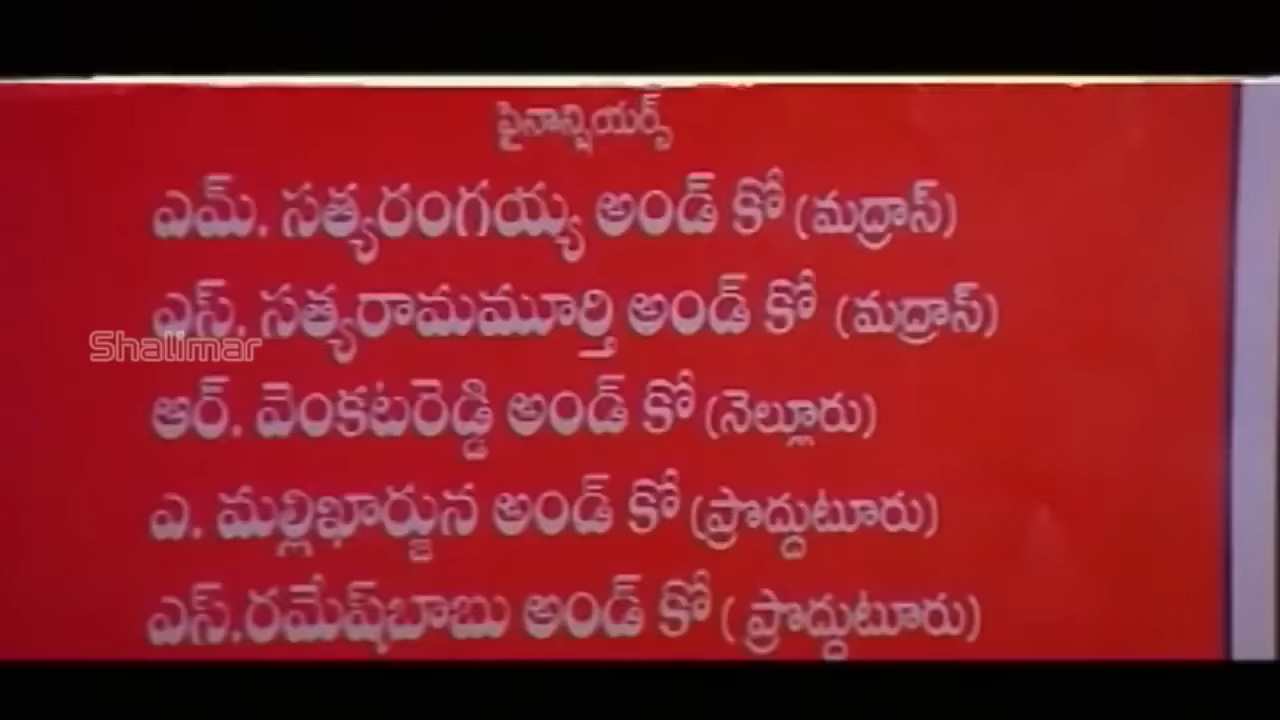 ఫైనాన్షియర్స్
ఎమ్. సత్యరంగయ్య అండ్ కో (మద్రాస్)
ఎస్. సత్యరామమూర్తి అండ్ కో (మద్రాస్)
Shalimar
ఆర్. వెంకటరెడ్డి అండ్ కో (నెల్లూరు)
ఎ. మల్లిఖార్జున అండ్ కో (ప్రొద్దుటూరు)
ఎస్.రమేష్‌బాబు అండ్ కో ( ప్రొద్దుటూరు)